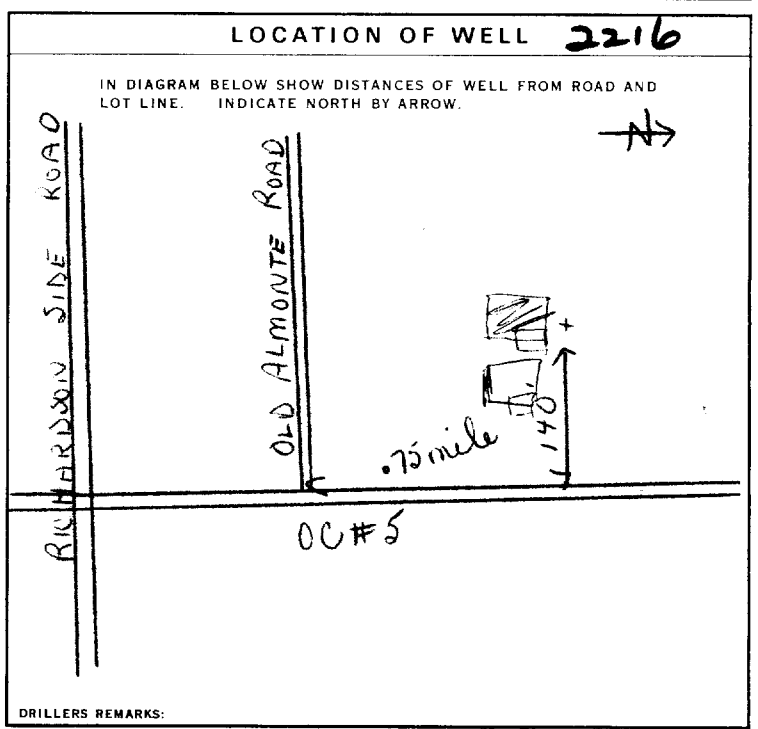 LOCATION OF WELL 2216
IN DIAGRAM BELOW SHOW DISTANCES OF WELL FROM ROAD AND
LOT LINE. INDICATE NORTH BY ARROW.
N
RICHARDSON SIDE ROAD
OLD ALMONTE ROAD
140
.75 mile
OC#5
DRILLERS REMARKS: